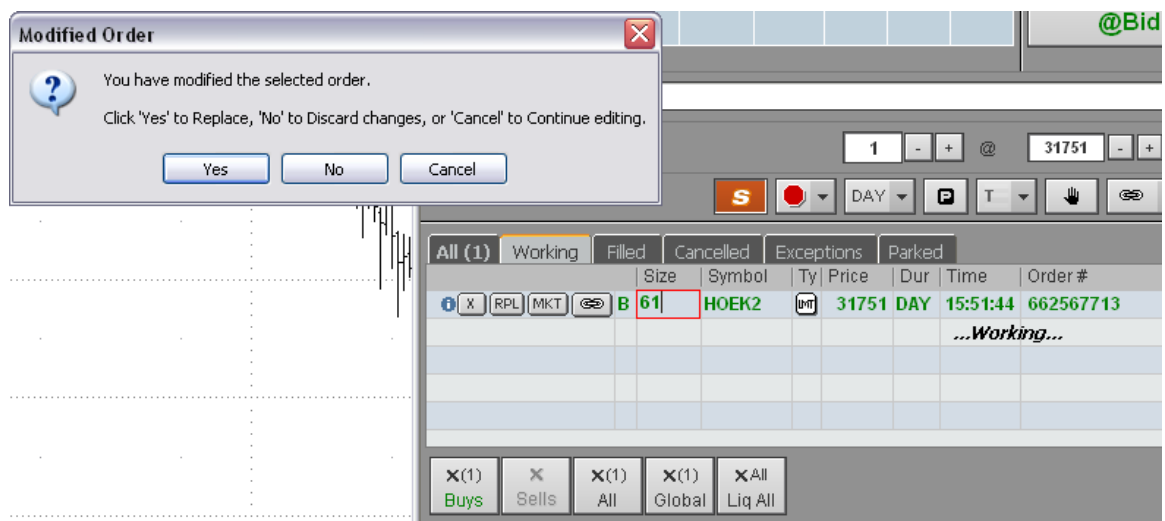 Modified Order
You have modified the selected order.
Click 'Yes' to Replace, 'No' to Discard changes, or 'Cancel' to Continue editing.
Yes No Cancel
@Bid
1 - + @ 31751 - +
S DAY P T
All (1) Working Filled Cancelled Exceptions Parked
Size Symbol Ty Price Dur Time Order #
X RPL MKT B 61 HOEK2 LMT 31751 DAY 15:51:44 662567713
...Working...
X(1) X X(1) X(1) X All
Buys Sells All Global Liq All